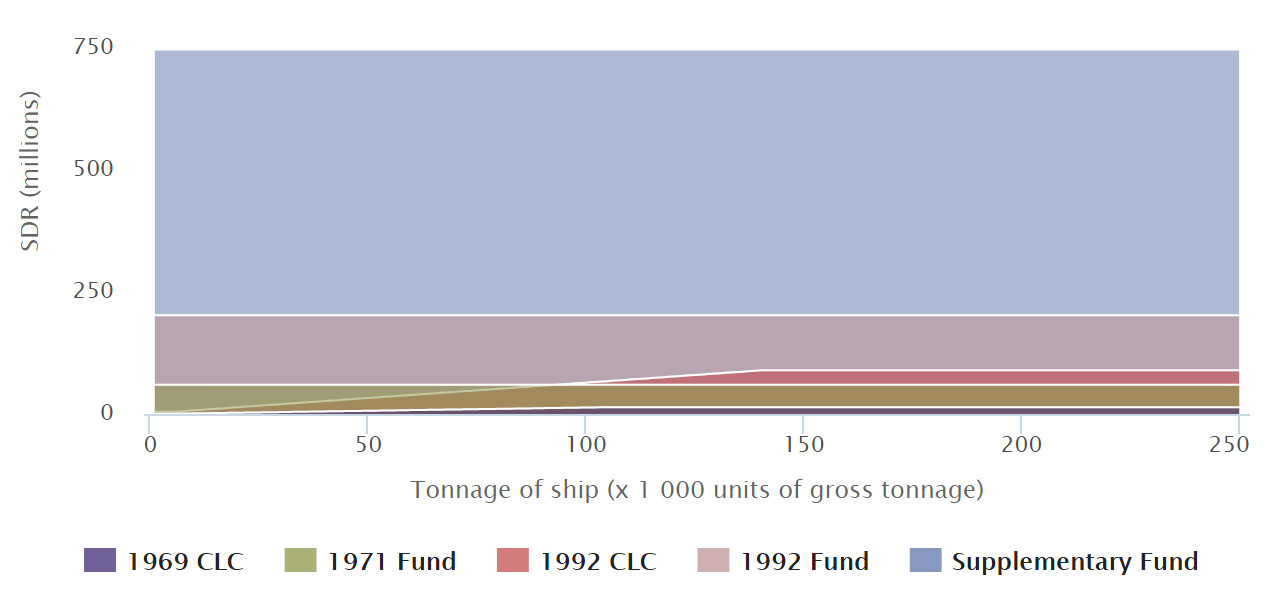 SDR (millions)
750
500
250
0
0 50 100 150 200 250
Tonnage of ship (x 1 000 units of gross tonnage)
1969 CLC 1971 Fund 1992 CLC 1992 Fund Supplementary Fund